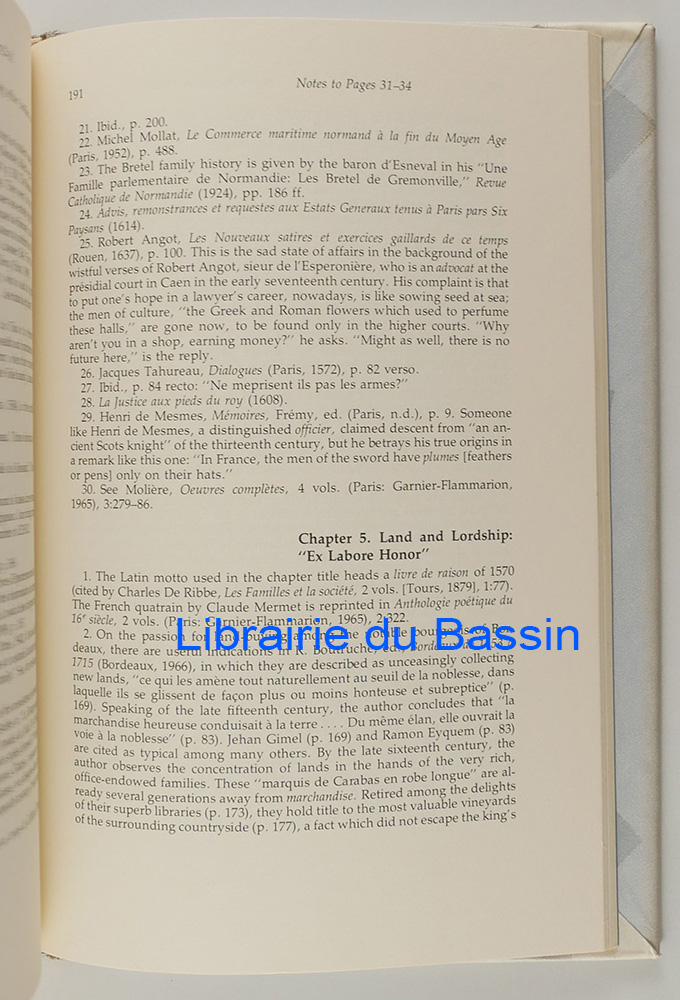 191
Notes to Pages 31–34
21. Ibid., p. 200.
22. Michel Mollat, Le Commerce maritime normand à la fin du Moyen Age
(Paris, 1952), p. 488.
23. The Bretel family history is given by the baron d'Esneval in his "Une
Famille parlementaire de Normandie: Les Bretel de Gremonville," Revue
Catholique de Normandie (1924), pp. 186 ff.
24. Advis, remonstrances et requestes aux Estats Generaux tenus à Paris pars Six
Paysans (1614).
25. Robert Angot, Les Nouveaux satires et exercices gaillards de ce temps
(Rouen, 1637), p. 100. This is the sad state of affairs in the background of the
wistful verses of Robert Angot, sieur de l'Esperonière, who is an advocat at the
présidial court in Caen in the early seventeenth century. His complaint is that
to put one's hope in a lawyer's career, nowadays, is like sowing seed at sea;
the men of culture, "the Greek and Roman flowers which used to perfume
these halls," are gone now, to be found only in the higher courts. "Why
aren't you in a shop, earning money?" he asks. "Might as well, there is no
future here," is the reply.
26. Jacques Tahureau, Dialogues (Paris, 1572), p. 82 verso.
27. Ibid., p. 84 recto: "Ne meprisent ils pas les armes?"
28. La Justice aux pieds du roy (1608).
29. Henri de Mesmes, Mémoires, Frémy, ed. (Paris, n.d.), p. 9. Someone
like Henri de Mesmes, a distinguished officier, claimed descent from "an an-
cient Scots knight" of the thirteenth century, but he betrays his true origins in
a remark like this one: "In France, the men of the sword have plumes [feathers
or pens] only on their hats."
30. See Molière, Oeuvres complètes, 4 vols. (Paris: Garnier-Flammarion,
1965), 3:279–86.
Chapter 5. Land and Lordship:
"Ex Labore Honor"
1. The Latin motto used in the chapter title heads a livre de raison of 1570
(cited by Charles De Ribbe, Les Familles et la société, 2 vols. [Tours, 1879], 1:77).
The French quatrain by Claude Mermet is reprinted in Anthologie poétique du
16e siècle, 2 vols. (Paris: Garnier-Flammarion, 1965), 2:322.
2. On the passion for land-buying among the notable bourgeois of Bor-
deaux, there are useful indications in R. Boutruche, ed., Bordeaux
1715 (Bordeaux, 1966), in which they are described as unceasingly collecting
new lands, "ce qui les amène tout naturellement au seuil de la noblesse, dans
laquelle ils se glissent de façon plus ou moins honteuse et subreptice" (p.
169). Speaking of the late fifteenth century, the author concludes that "la
marchandise heureuse conduisait à la terre . . . . Du même élan, elle ouvrait la
voie à la noblesse" (p. 83). Jehan Gimel (p. 169) and Ramon Eyquem (p. 83)
are cited as typical among many others. By the late sixteenth century, the
author observes the concentration of lands in the hands of the very rich,
office-endowed families. These "marquis de Carabas en robe longue" are al-
ready several generations away from marchandise. Retired among the delights
of their superb libraries (p. 173), they hold title to the most valuable vineyards
of the surrounding countryside (p. 177), a fact which did not escape the king's
Librairie du Bassin